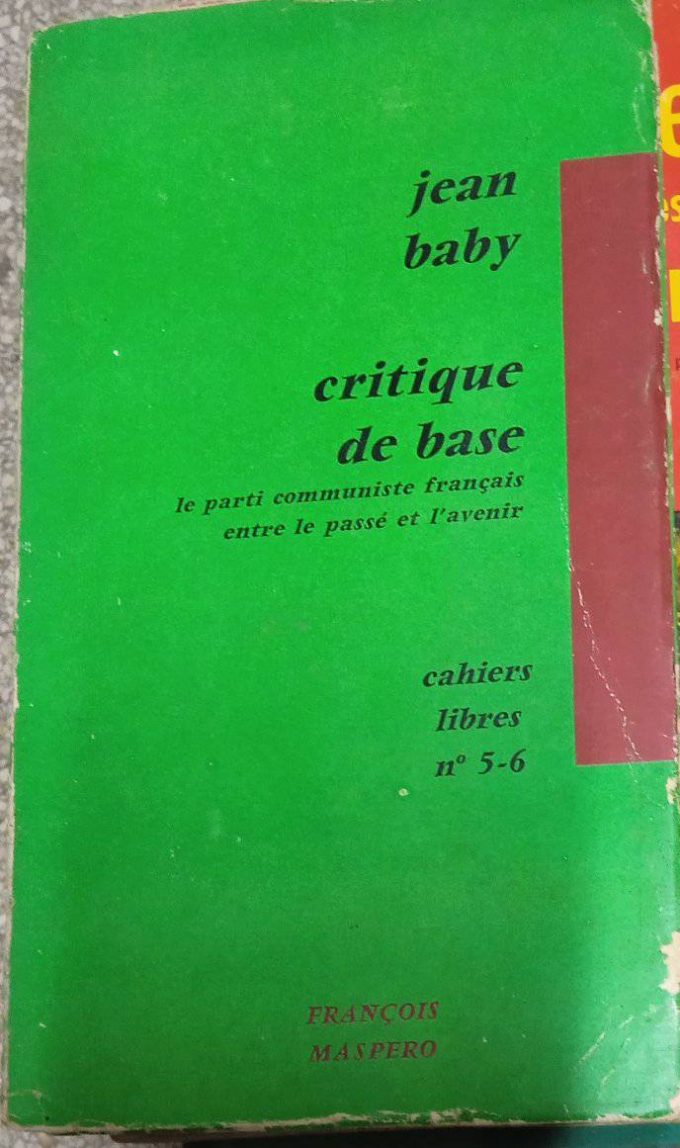 jean
baby
critique
de base
le parti communiste français
entre le passé et l'avenir
cahiers
libres
nº 5-6
FRANÇOIS
MASPERO